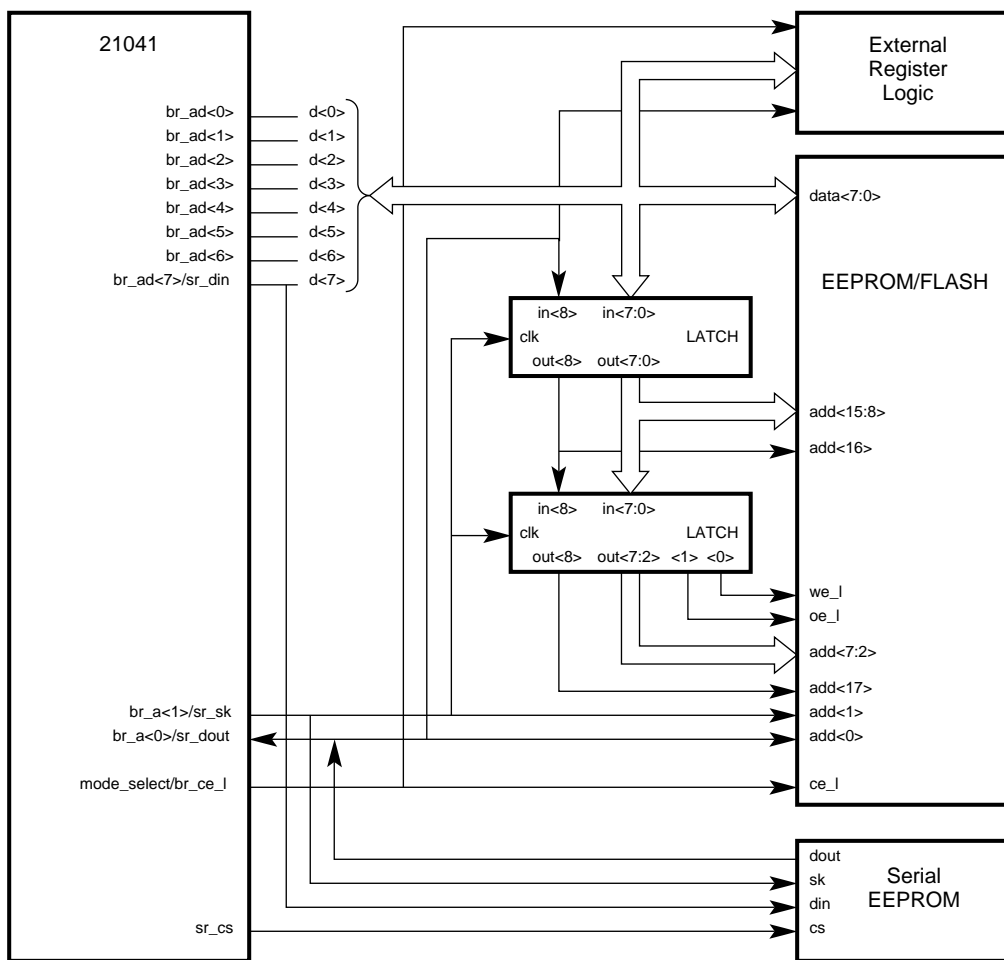 21041
br_ad<0> d<0>
br_ad<1> d<1>
br_ad<2> d<2>
br_ad<3> d<3>
br_ad<4> d<4>
br_ad<5> d<5>
br_ad<6> d<6>
br_ad<7>/sr_din d<7>
br_a<1>/sr_sk
br_a<0>/sr_dout
mode_select/br_ce_l
sr_cs
in<8> in<7:0>
clk LATCH
out<8> out<7:0>
in<8> in<7:0>
clk LATCH
out<8> out<7:2> <1> <0>
External
Register
Logic
data<7:0>
EEPROM/FLASH
add<15:8>
add<16>
we_l
oe_l
add<7:2>
add<17>
add<1>
add<0>
ce_l
dout
sk
din
cs
Serial
EEPROM